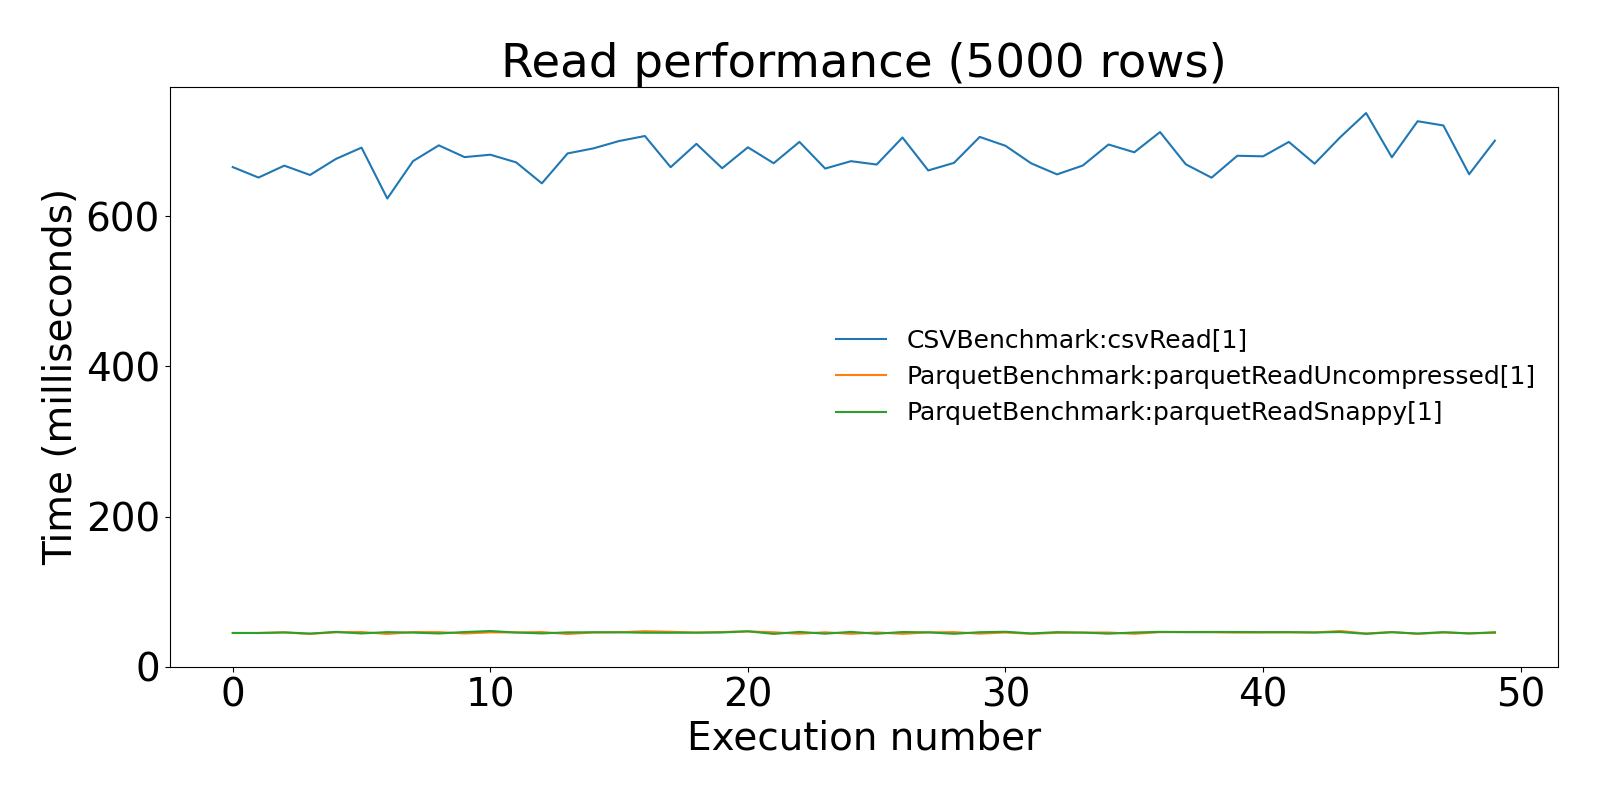 Read performance (5000 rows)
Time (milliseconds)
600
400
200
0
CSVBenchmark:csvRead[1]
ParquetBenchmark:parquetReadUncompressed[1]
ParquetBenchmark:parquetReadSnappy[1]
0 10 20 30 40 50
Execution number